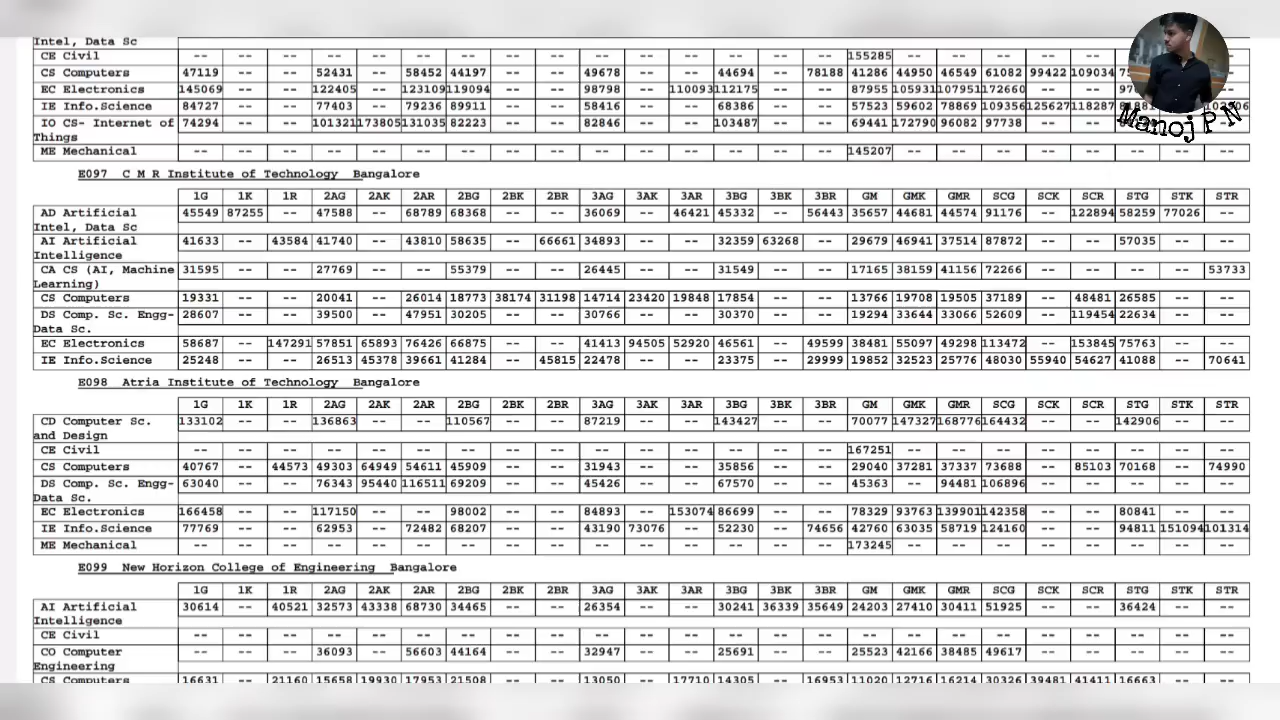 Intel, Data Sc
CE Civil -- -- -- -- -- -- -- -- -- -- -- -- -- -- -- 155285 -- -- -- -- --
CS Computers 47119 -- -- 52431 -- 58452 44197 -- -- 49678 -- -- 44694 -- 78188 41286 44950 46549 61082 99422 109034
EC Electronics 145069 -- -- 122405 -- 123109 119094 -- -- 98798 -- 110093 112175 -- -- 87955 105931 107951 172660 -- --
IE Info.Science 84727 -- -- 77403 -- 79236 89911 -- -- 58416 -- -- 68386 -- -- 57523 59602 78869 109356 125627 118287
IO CS- Internet of 74294 -- -- 101321 173805 131035 82223 -- -- 82846 -- -- 103487 -- -- 69441 172790 96082 97738 -- --
Things
ME Mechanical -- -- -- -- -- -- -- -- -- -- -- -- -- -- -- 145207 -- -- -- -- -- -- -- --
Manoj P N
E097 C M R Institute of Technology Bangalore
1G 1K 1R 2AG 2AK 2AR 2BG 2BK 2BR 3AG 3AK 3AR 3BG 3BK 3BR GM GMK GMR SCG SCK SCR STG STK STR
AD Artificial 45549 87255 -- 47588 -- 68789 68368 -- -- 36069 -- 46421 45332 -- 56443 35657 44681 44574 91176 -- 122894 58259 77026 --
Intel, Data Sc
AI Artificial 41633 -- 43584 41740 -- 43810 58635 -- 66661 34893 -- -- 32359 63268 -- 29679 46941 37514 87872 -- -- 57035 -- --
Intelligence
CA CS (AI, Machine 31595 -- -- 27769 -- -- 55379 -- -- 26445 -- -- 31549 -- -- 17165 38159 41156 72266 -- -- -- -- 53733
Learning)
CS Computers 19331 -- -- 20041 -- 26014 18773 38174 31198 14714 23420 19848 17854 -- -- 13766 19708 19505 37189 -- 48481 26585 -- --
DS Comp. Sc. Engg- 28607 -- -- 39500 -- 47951 30205 -- -- 30766 -- -- 30370 -- -- 19294 33644 33066 52609 -- 119454 22634 -- --
Data Sc.
EC Electronics 58687 -- 147291 57851 65893 76426 66875 -- -- 41413 94505 52920 46561 -- 49599 38481 55097 49298 113472 -- 153845 75763 -- --
IE Info.Science 25248 -- -- 26513 45378 39661 41284 -- 45815 22478 -- -- 23375 -- 29999 19852 32523 25776 48030 55940 54627 41088 -- 70641
E098 Atria Institute of Technology Bangalore
1G 1K 1R 2AG 2AK 2AR 2BG 2BK 2BR 3AG 3AK 3AR 3BG 3BK 3BR GM GMK GMR SCG SCK SCR STG STK STR
CD Computer Sc. 133102 -- -- 136863 -- -- 110567 -- -- 87219 -- -- 143427 -- -- 70077 147327 168776 164432 -- -- 142906 -- --
and Design
CE Civil -- -- -- -- -- -- -- -- -- -- -- -- -- -- -- 167251 -- -- -- -- -- -- -- --
CS Computers 40767 -- 44573 49303 64949 54611 45909 -- -- 31943 -- -- 35856 -- -- 29040 37281 37337 73688 -- 85103 70168 -- 74990
DS Comp. Sc. Engg- 63040 -- -- 76343 95440 116511 69209 -- -- 45426 -- -- 67570 -- -- 45363 -- 94481 106896 -- -- -- -- --
Data Sc.
EC Electronics 166458 -- -- 117150 -- -- 98002 -- -- 84893 -- 153074 86699 -- -- 78329 93763 139901 142358 -- -- 80841 -- --
IE Info.Science 77769 -- -- 62953 -- 72482 68207 -- -- 43190 73076 -- 52230 -- 74656 42760 63035 58719 124160 -- -- 94811 151094 101314
ME Mechanical -- -- -- -- -- -- -- -- -- -- -- -- -- -- -- 173245 -- -- -- -- -- -- -- --
E099 New Horizon College of Engineering Bangalore
1G 1K 1R 2AG 2AK 2AR 2BG 2BK 2BR 3AG 3AK 3AR 3BG 3BK 3BR GM GMK GMR SCG SCK SCR STG STK STR
AI Artificial 30614 -- 40521 32573 43338 68730 34465 -- -- 26354 -- -- 30241 36339 35649 24203 27410 30411 51925 -- -- 36424 -- --
Intelligence
CE Civil -- -- -- -- -- -- -- -- -- -- -- -- -- -- -- -- -- -- -- -- -- -- -- --
CO Computer -- -- -- 36093 -- 56603 44164 -- -- 32947 -- -- 25691 -- -- 25523 42166 38485 49617 -- -- -- -- --
Engineering
CS Computers 16631 -- 21160 15658 19930 17953 21508 -- -- 13050 -- 17710 14305 -- 16953 11020 12716 16214 30326 39481 41411 16663 -- --